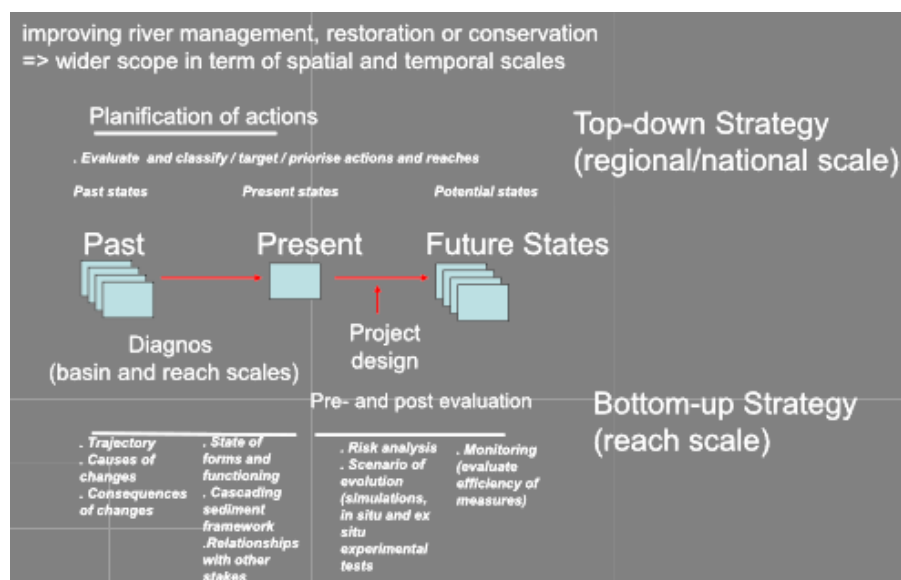 improving river management, restoration or conservation
=> wider scope in term of spatial and temporal scales
Planification of actions
Top-down Strategy
(regional/national scale)
. Evaluate and classify / target / priorise actions and reaches
Past states
Present states
Potential states
Past
Present
Future States
Project
design
Diagnos
(basin and reach scales)
Pre- and post evaluation
Bottom-up Strategy
(reach scale)
. Trajectory
. Causes of
changes
. Consequences
of changes
. State of
forms and
functioning
. Cascading
sediment
framework
.Relationships
with other
stakes
. Risk analysis
. Scenario of
evolution
(simulations,
in situ and ex
situ
experimental
tests
. Monitoring
(evaluate
efficiency of
measures)